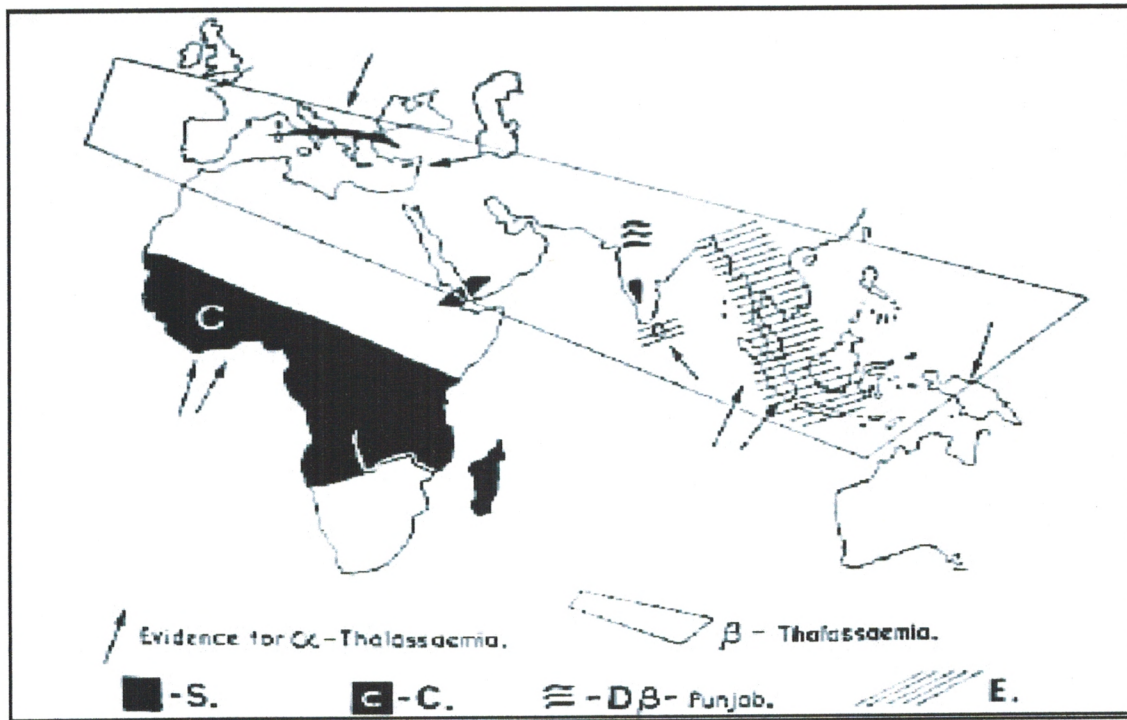 C
Evidence for α-Thalassaemia.
β - Thalassaemia.
-S.
C -C.
-Dβ- Punjab.
E.